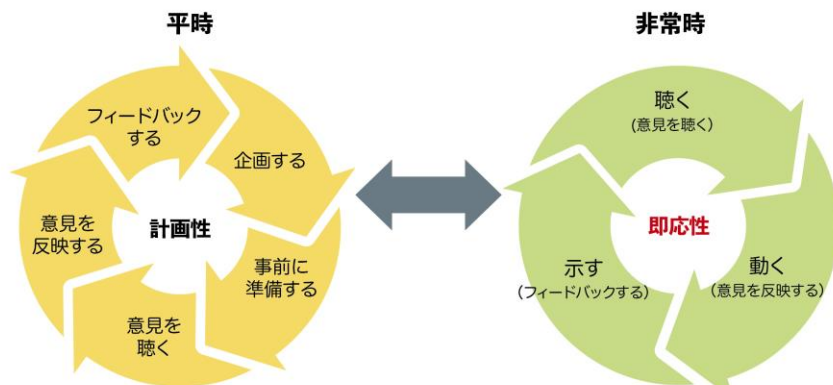 平時
フィードバック
する
企画する
事前に
準備する
意見を
聴く
意見を
反映する
計画性
非常時
聴く
(意見を聴く)
動く
(意見を反映する)
示す
(フィードバックする)
即応性